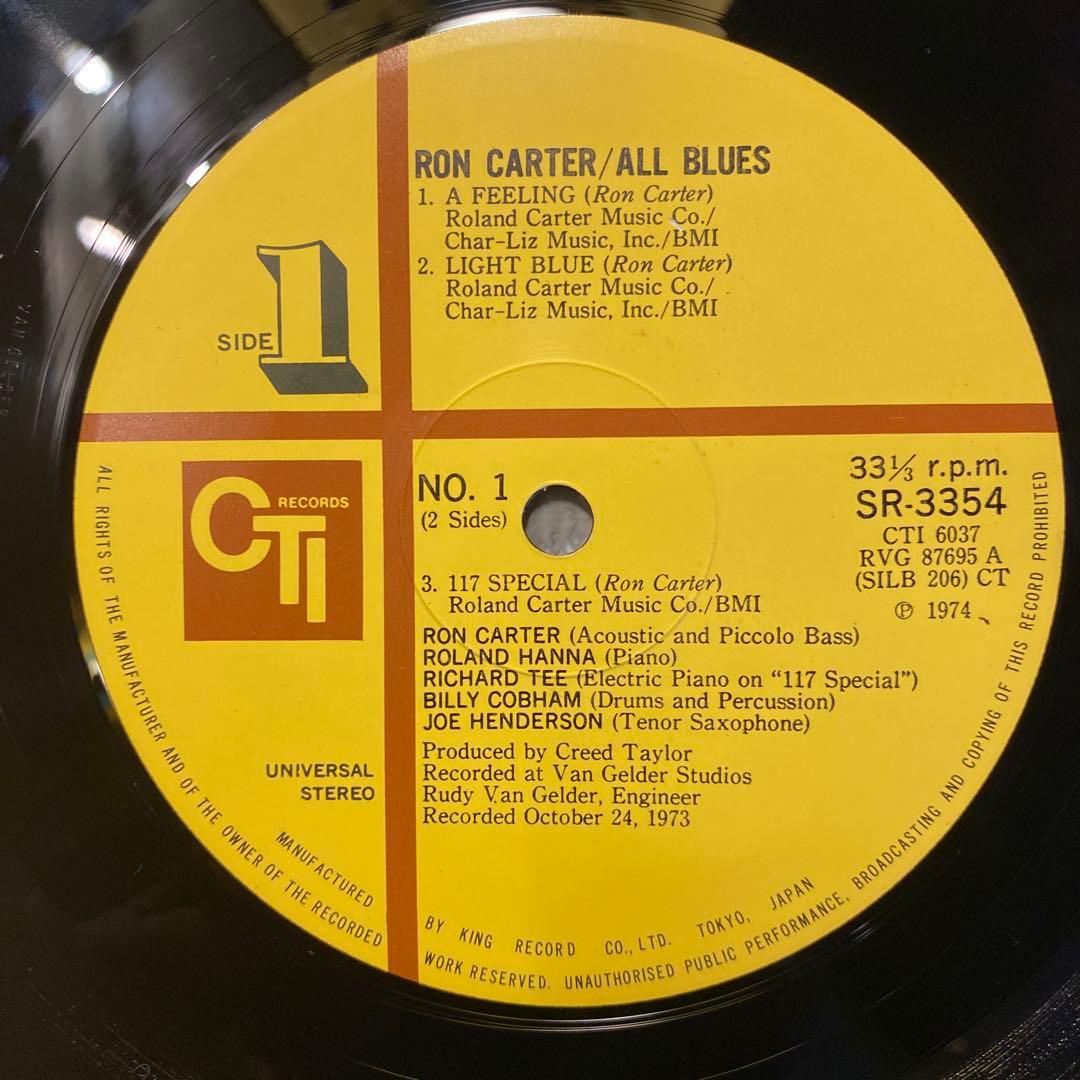 RON CARTER/ALL BLUES
1. A FEELING (Ron Carter)
Roland Carter Music Co./
Char-Liz Music, Inc./BMI
2. LIGHT BLUE (Ron Carter)
Roland Carter Music Co./
Char-Liz Music, Inc./BMI
SIDE 1
CTI RECORDS
NO. 1
(2 Sides)
33⅓ r.p.m.
SR-3354
CTI 6037
RVG 87695 A
(SILB 206) CT
℗ 1974
3. 117 SPECIAL (Ron Carter)
Roland Carter Music Co./BMI
RON CARTER (Acoustic and Piccolo Bass)
ROLAND HANNA (Piano)
RICHARD TEE (Electric Piano on “117 Special”)
BILLY COBHAM (Drums and Percussion)
JOE HENDERSON (Tenor Saxophone)
Produced by Creed Taylor
Recorded at Van Gelder Studios
Rudy Van Gelder, Engineer
Recorded October 24, 1973
UNIVERSAL
STEREO
MANUFACTURED BY KING RECORD CO., LTD. TOKYO, JAPAN
ALL RIGHTS OF THE MANUFACTURER AND OF THE OWNER OF THE RECORDED WORK RESERVED. UNAUTHORISED PUBLIC PERFORMANCE, BROADCASTING AND COPYING OF THIS RECORD PROHIBITED
VAN GELDER